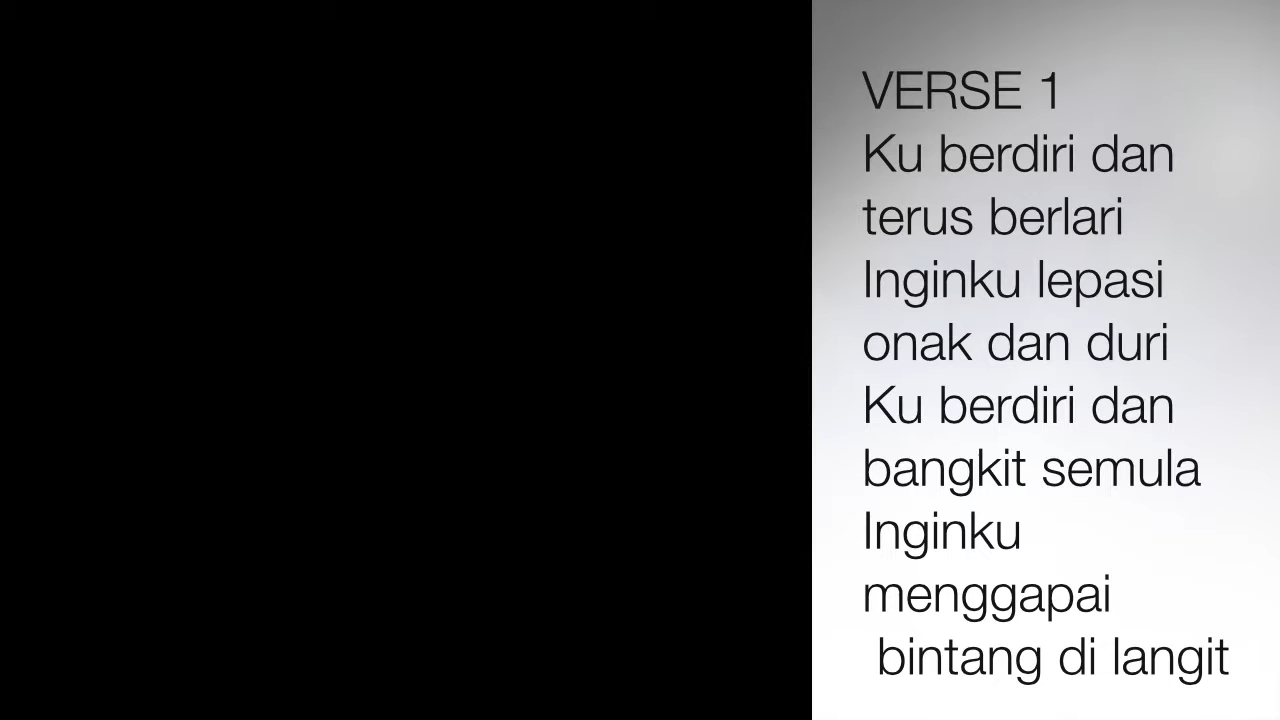 VERSE 1
Ku berdiri dan
terus berlari
Inginku lepasi
onak dan duri
Ku berdiri dan
bangkit semula
Inginku
menggapai
bintang di langit